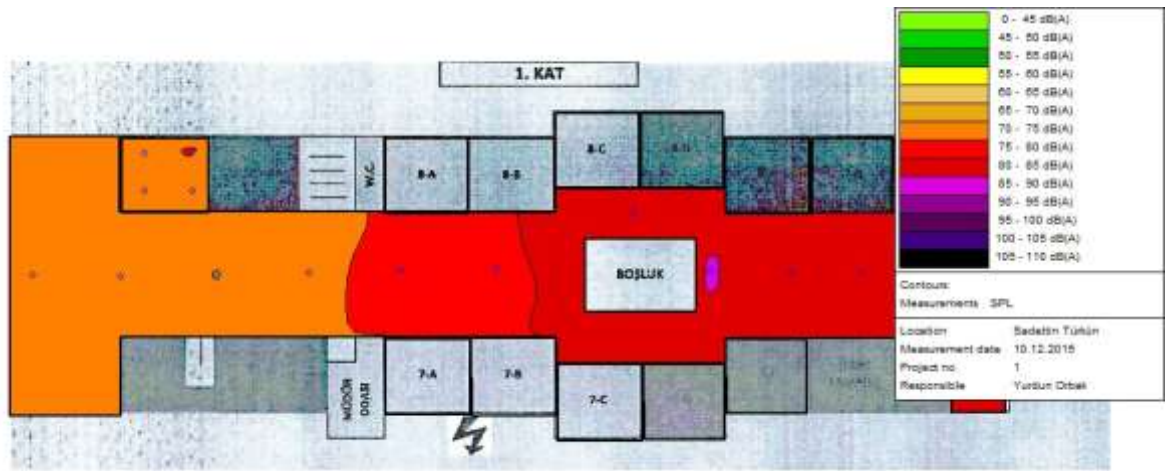 0 - 45 dB(A)
45 - 50 dB(A)
50 - 55 dB(A)
55 - 60 dB(A)
60 - 65 dB(A)
65 - 70 dB(A)
70 - 75 dB(A)
75 - 80 dB(A)
80 - 85 dB(A)
85 - 90 dB(A)
90 - 95 dB(A)
95 - 100 dB(A)
100 - 105 dB(A)
105 - 110 dB(A)
Contours:
Measurements SPL
Location Sadettin Türkün
Measurement date 10.12.2015
Project no 1
Responsible Yurdun Orbak
1. KAT
W.C.
8-A
8-B
8-C
BOŞLUK
MÜDÜR
ODASI
7-A
7-B
7-C